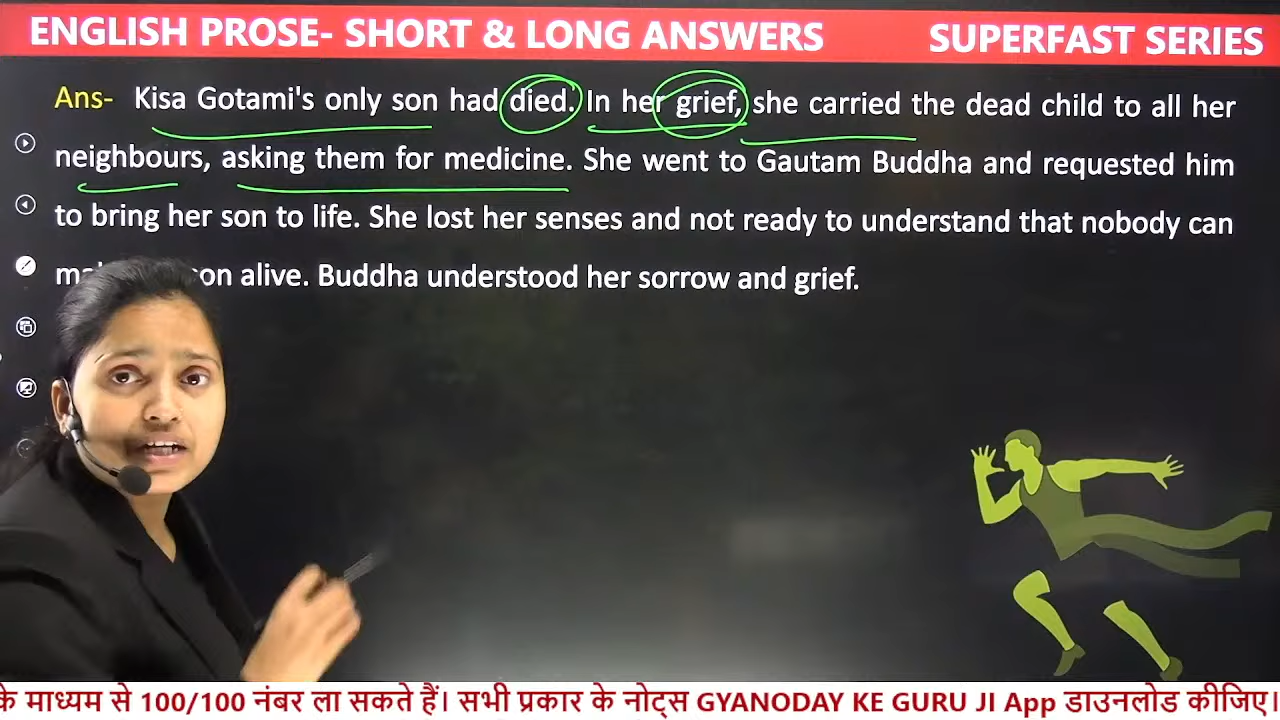 ENGLISH PROSE- SHORT & LONG ANSWERS SUPERFAST SERIES
Ans- Kisa Gotami's only son had died. In her grief, she carried the dead child to all her
neighbours, asking them for medicine. She went to Gautam Buddha and requested him
to bring her son to life. She lost her senses and not ready to understand that nobody can
alive. Buddha understood her sorrow and grief.
के माध्यम से 100/100 नंबर ला सकते हैं। सभी प्रकार के नोट्स GYANODAY KE GURU JI App डाउनलोड कीजिए।